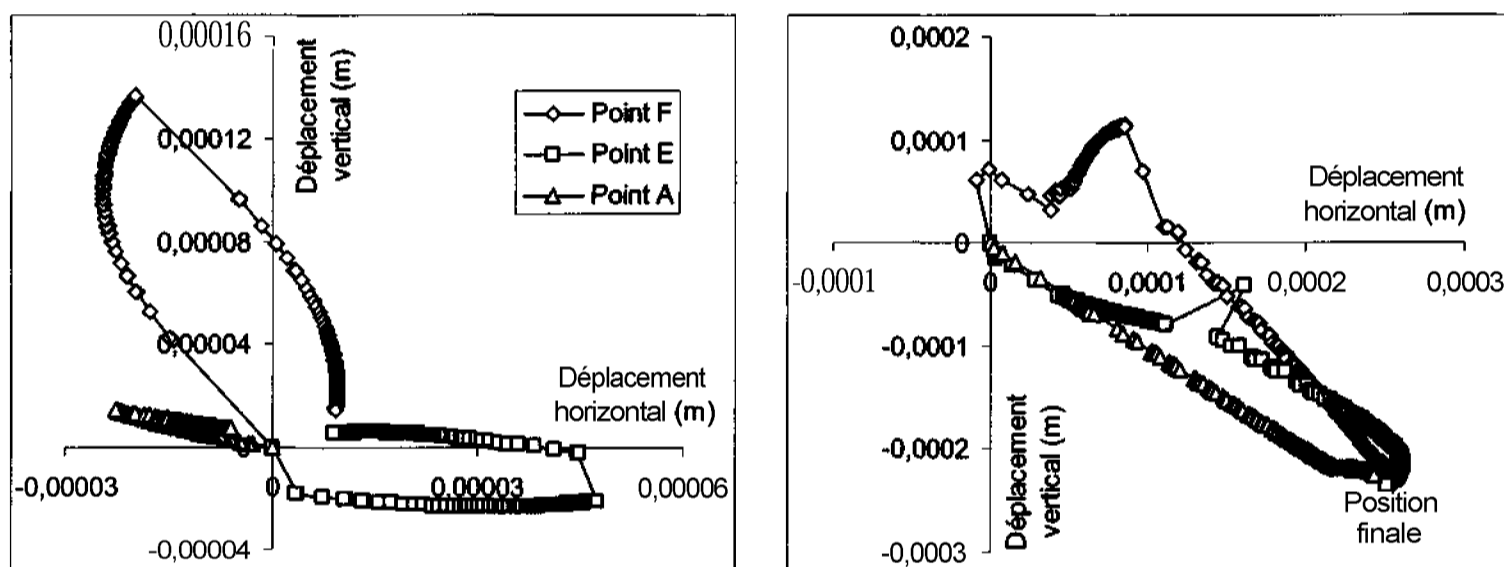 0,00016
Déplacement
vertical (m)
Point F
Point E
Point A
0,00012
0,00008
0,00004
Déplacement
horizontal (m)
-0,00003
0
0,00003
0,00006
-0,00004
0,0002
0,0001
Déplacement
horizontal (m)
0
-0,0001
0
0,0001
0,0002
0,0003
-0,0001
-0,0002
Déplacement
vertical (m)
Position
finale
-0,0003